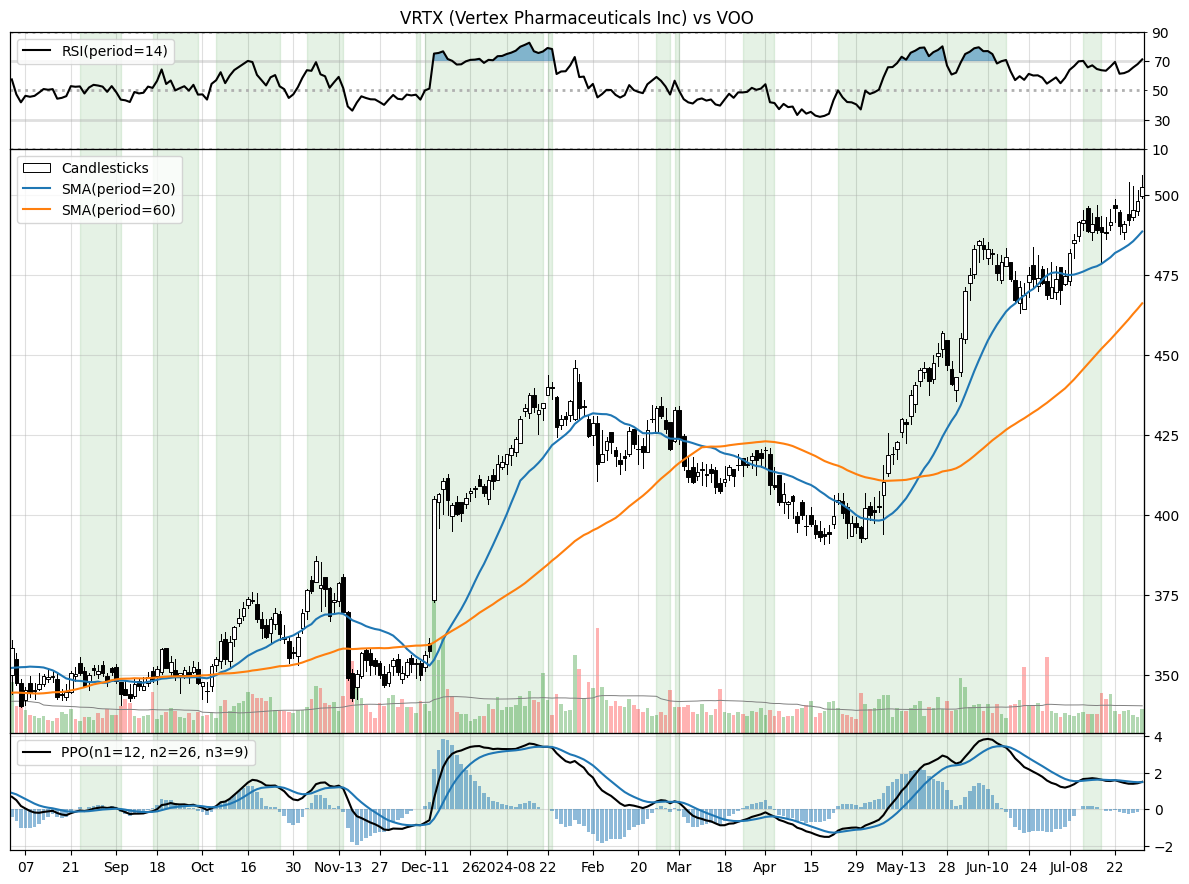 VRTX (Vertex Pharmaceuticals Inc) vs VOO
RSI(period=14)
90
70
50
30
10
Candlesticks
SMA(period=20)
SMA(period=60)
500
475
450
425
400
375
350
PPO(n1=12, n2=26, n3=9)
4
2
0
−2
07 21 Sep 18 Oct 16 30 Nov-13 27 Dec-11 26 2024-08 22 Feb 20 Mar 18 Apr 15 29 May-13 28 Jun-10 24 Jul-08 22